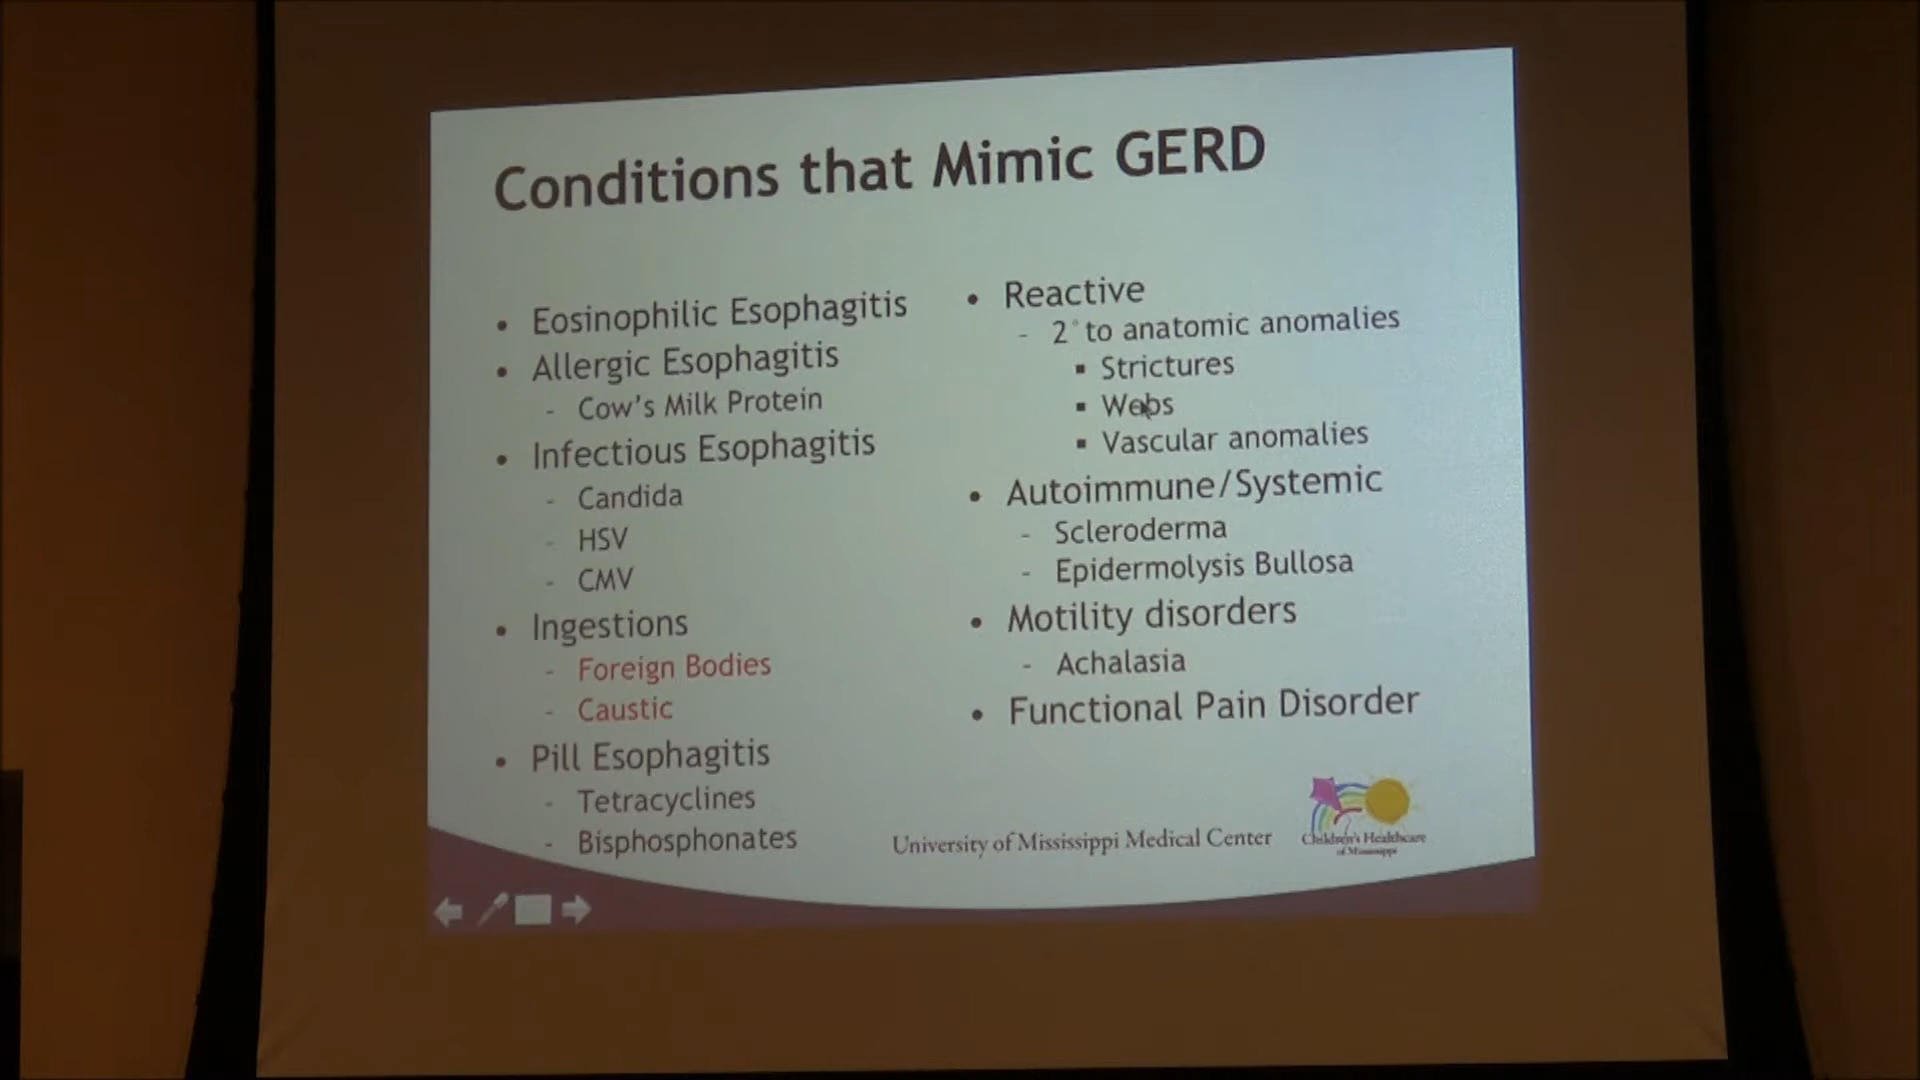 Conditions that Mimic GERD
• Eosinophilic Esophagitis
• Allergic Esophagitis
- Cow's Milk Protein
• Infectious Esophagitis
- Candida
- HSV
- CMV
• Ingestions
- Foreign Bodies
- Caustic
• Pill Esophagitis
- Tetracyclines
- Bisphosphonates
• Reactive
- 2° to anatomic anomalies
▪ Strictures
▪ Webs
▪ Vascular anomalies
• Autoimmune/Systemic
- Scleroderma
- Epidermolysis Bullosa
• Motility disorders
- Achalasia
• Functional Pain Disorder
University of Mississippi Medical Center
Children's Healthcare
of Mississippi